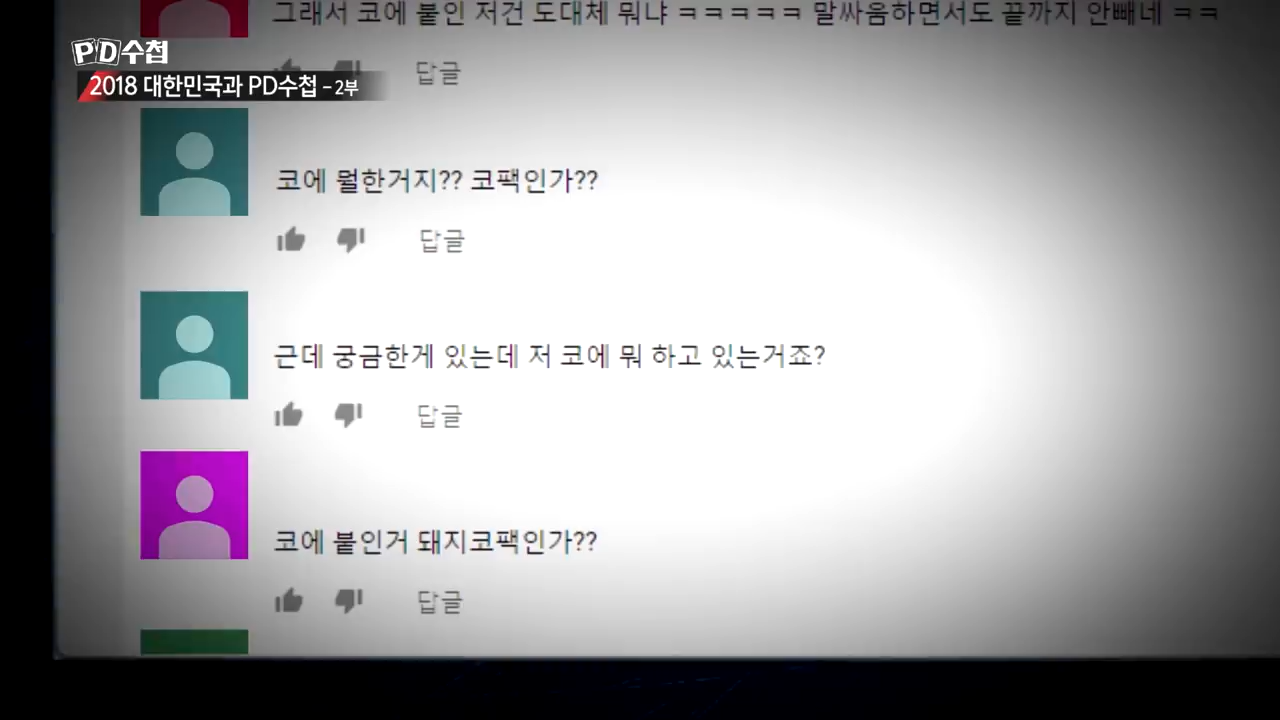 그래서 코에 붙인 저건 도대체 뭐냐 ㅋㅋㅋㅋㅋ 말싸움하면서도 끝까지 안빼네 ㅋㅋ
PD수첩
2018 대한민국과 PD수첩 - 2부
답글
코에 뭘한거지?? 코팩인가??
답글
근데 궁금한게 있는데 저 코에 뭐 하고 있는거죠?
답글
코에 붙인거 돼지코팩인가??
답글